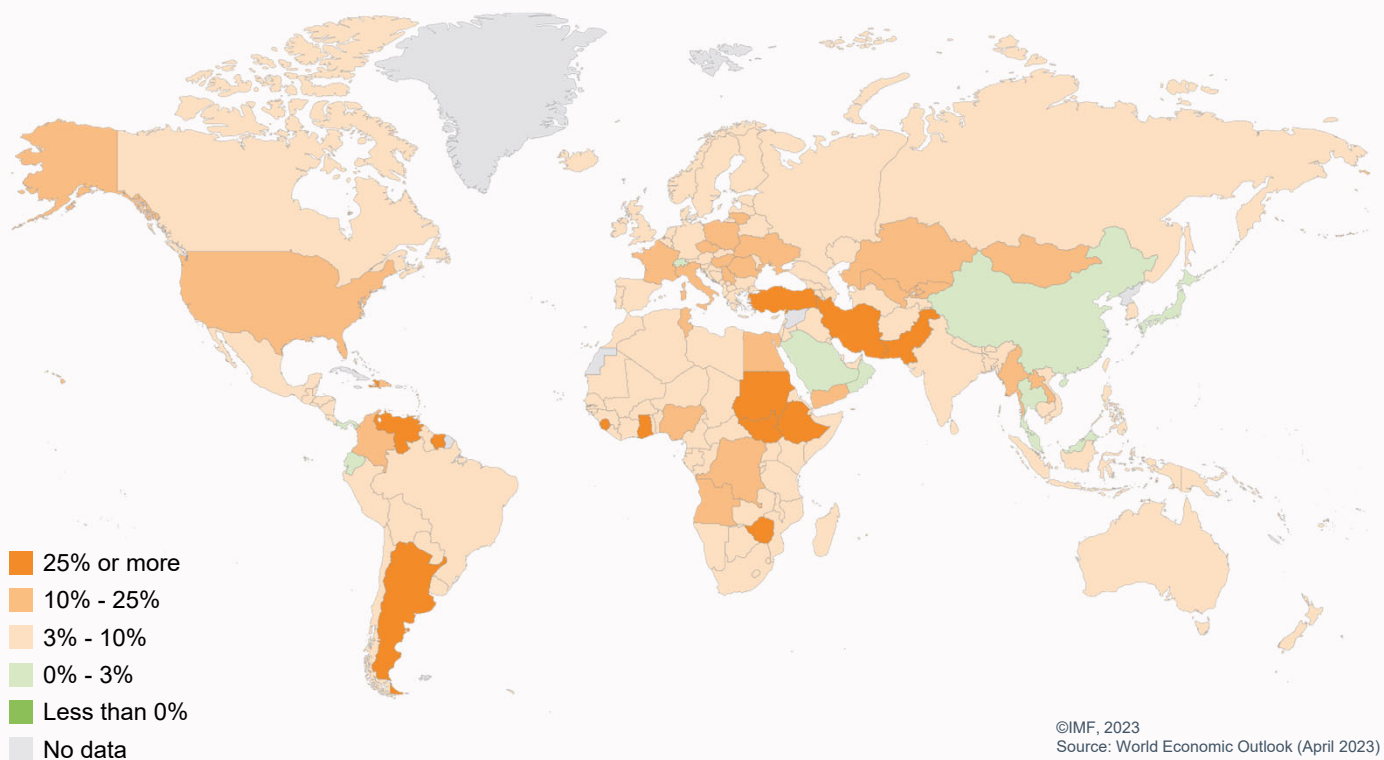 25% or more
10% - 25%
3% - 10%
0% - 3%
Less than 0%
No data
©IMF, 2023
Source: World Economic Outlook (April 2023)